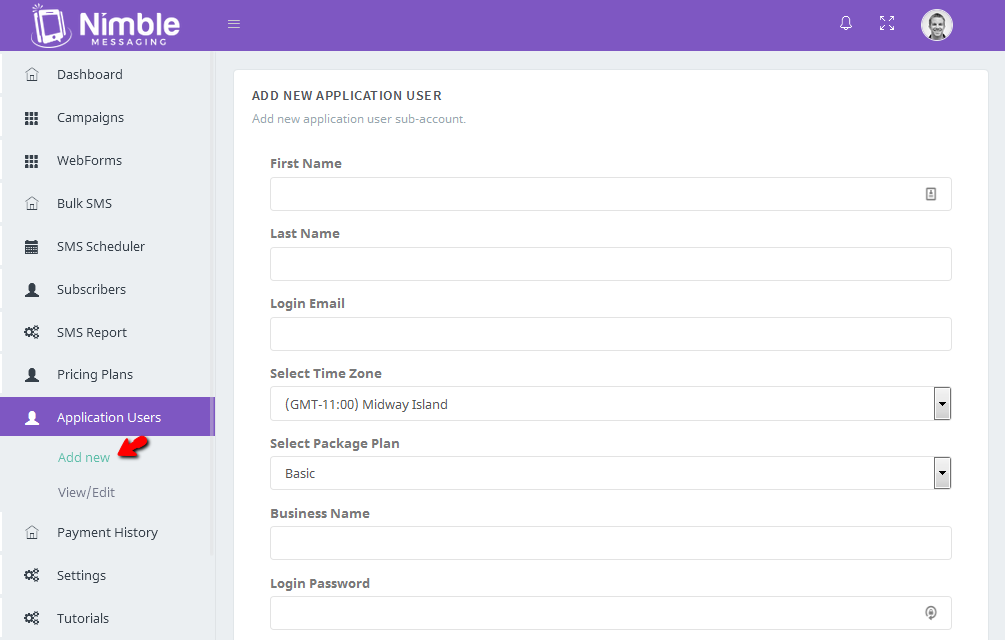 Nimble
MESSAGING
Dashboard
Campaigns
WebForms
Bulk SMS
SMS Scheduler
Subscribers
SMS Report
Pricing Plans
Application Users
Add new
View/Edit
Payment History
Settings
Tutorials
ADD NEW APPLICATION USER
Add new application user sub-account.
First Name
Last Name
Login Email
Select Time Zone
(GMT-11:00) Midway Island
Select Package Plan
Basic
Business Name
Login Password